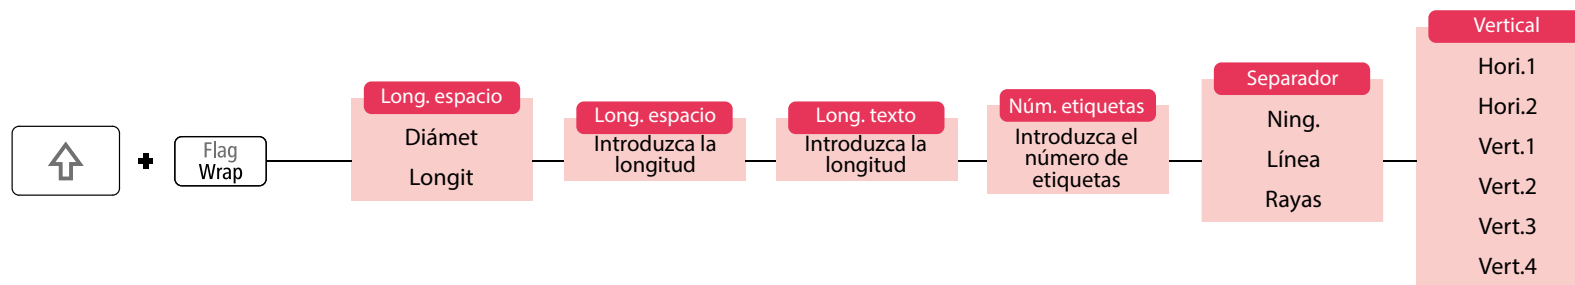 Flag
Wrap
Long. espacio
Diámet
Longit
Long. espacio
Introduzca la
longitud
Long. texto
Introduzca la
longitud
Núm. etiquetas
Introduzca el
número de
etiquetas
Separador
Ning.
Línea
Rayas
Vertical
Hori.1
Hori.2
Vert.1
Vert.2
Vert.3
Vert.4